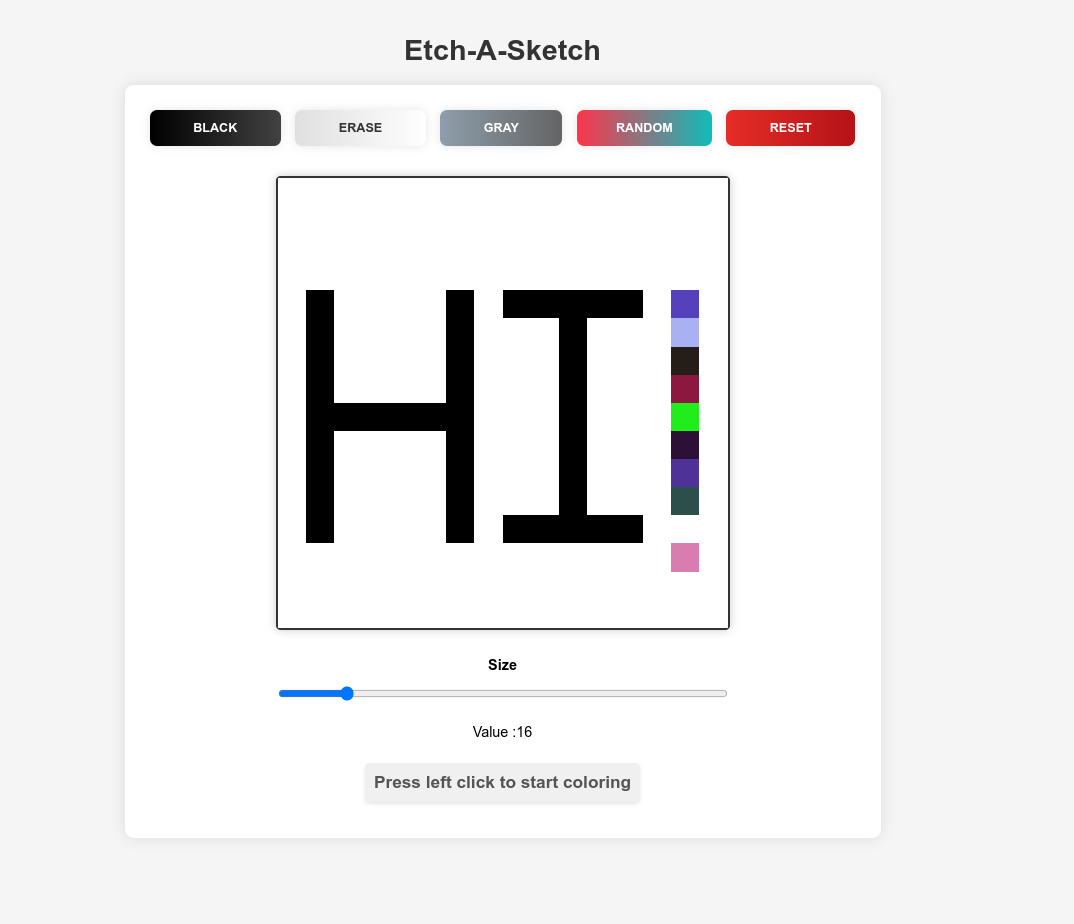 Etch-A-Sketch
BLACK ERASE GRAY RANDOM RESET
HI
Size
Value :16
Press left click to start coloring